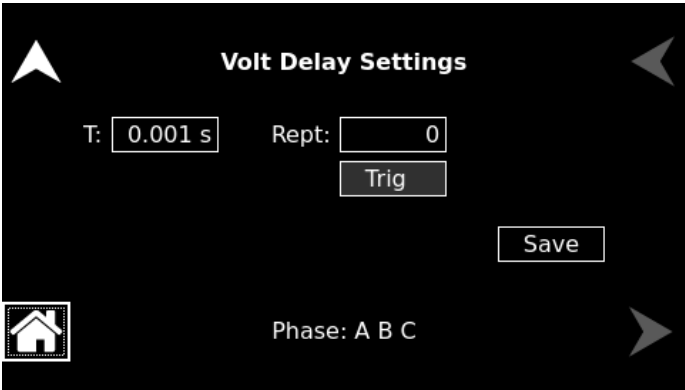 Volt Delay Settings
T: 0.001 s Rept: 0
Trig
Save
Phase: A B C